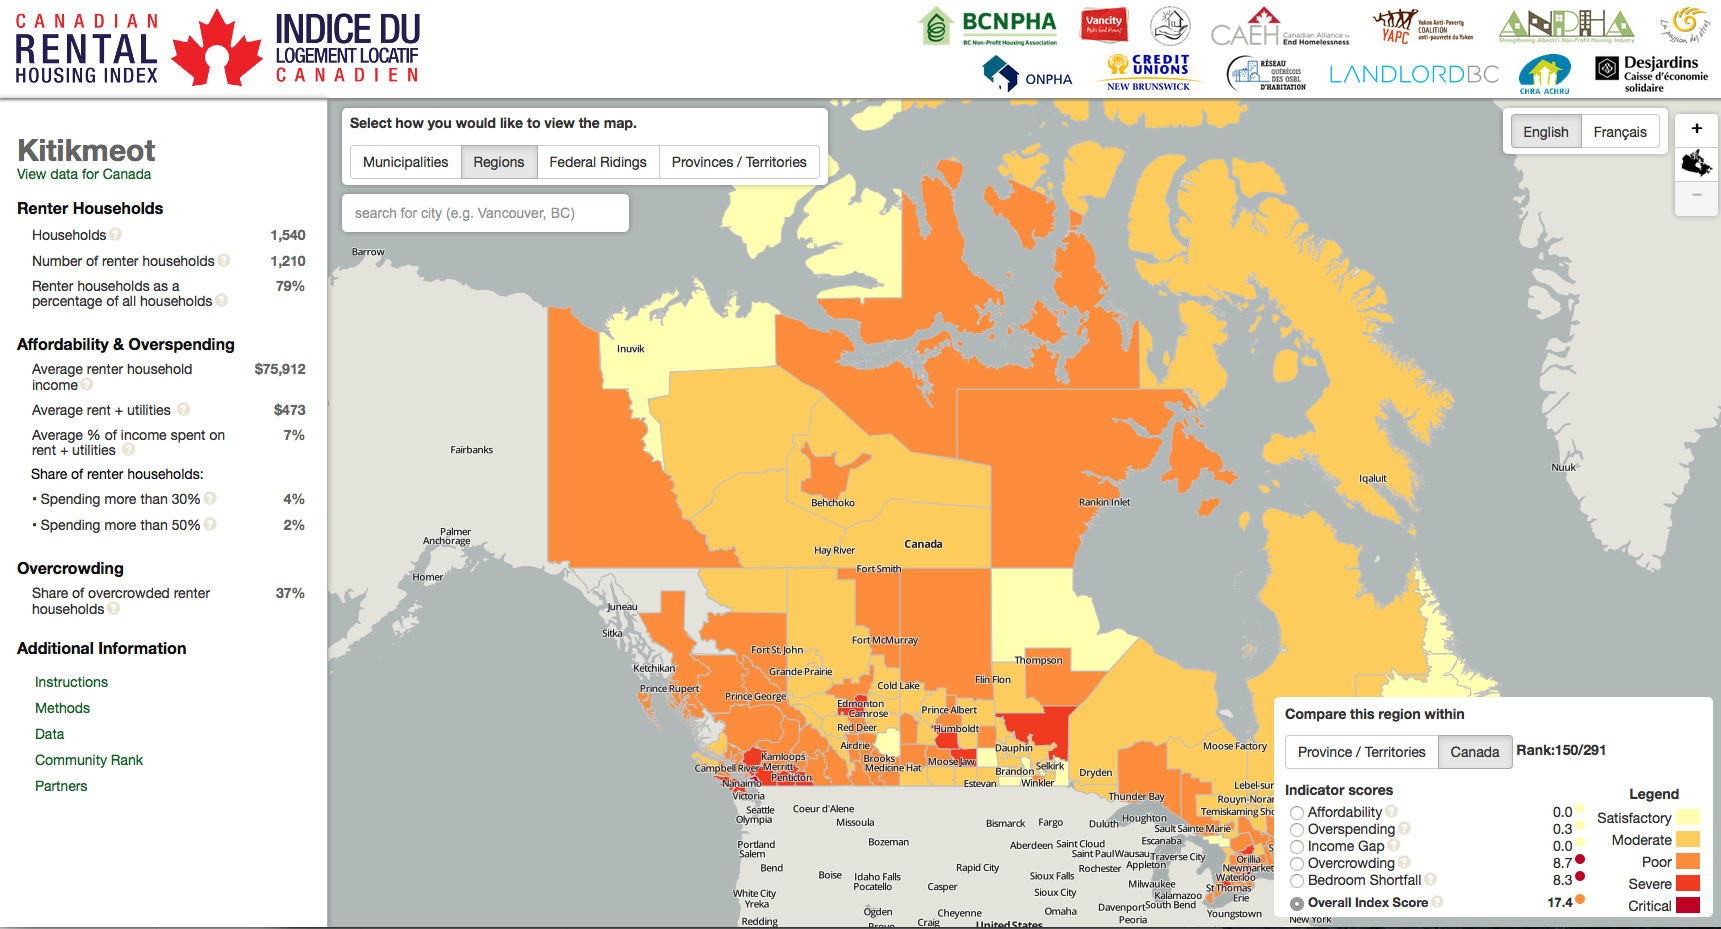 CANADIAN
RENTAL
HOUSING INDEX
INDICE DU
LOGEMENT LOCATIF
CANADIEN
BCNPHA
BC Non-Profit Housing Association
Vancity
CAEH
Canadian Alliance to
End Homelessness
YAPC
Yukon Anti-Poverty
COALITION
anti-pauvreté du Yukon
ANPHA
Strengthening Alberta's Non-Profit Housing Industry
ONPHA
CREDIT
UNIONS
NEW BRUNSWICK
RÉSEAU
QUÉBÉCOIS
DES OSBL
D'HABITATION
LANDLORDBC
CHRA ACHRU
Desjardins
Caisse d'économie
solidaire
Kitikmeot
View data for Canada
Renter Households
Households ? 1,540
Number of renter households ? 1,210
Renter households as a 79%
percentage of all households ?
Affordability & Overspending
Average renter household $75,912
income ?
Average rent + utilities ? $473
Average % of income spent on 7%
rent + utilities ?
Share of renter households:
• Spending more than 30% ? 4%
• Spending more than 50% ? 2%
Overcrowding
Share of overcrowded renter 37%
households ?
Additional Information
Instructions
Methods
Data
Community Rank
Partners
Select how you would like to view the map.
Municipalities Regions Federal Ridings Provinces / Territories
search for city (e.g. Vancouver, BC)
English Français
+
−
Barrow
Inuvik
Fairbanks
Nuuk
Iqaluit
Behchoko
Rankin Inlet
Palmer
Anchorage
Hay River
Canada
Fort Smith
Homer
Juneau
Sitka
Fort McMurray
Fort St. John
Thompson
Ketchikan
Grande Prairie
Flin Flon
Prince Rupert
Prince George
Cold Lake
Edmonton
Camrose
Prince Albert
Red Deer
Humboldt
Airdrie
Dauphin
Moose Factory
Kamloops
Brooks
Moose Jaw
Selkirk
Campbell River
Merritt
Medicine Hat
Brandon
Dryden
Nanaimo
Penticton
Estevan
Winkler
Victoria
Thunder Bay
Lebel-sur
Rouyn-Noran
Temiskaming Sho
Seattle
Olympia
Coeur d'Alene
Missoula
Bismarck
Fargo
Duluth
Houghton
Sault Sainte Marie
Portland
Salem
Bozeman
Aberdeen
Saint Cloud
Escanaba
Saint Paul
Wausau
Traverse City
Orillia
Newmarket
Bend
Boise
Idaho Falls
Pocatello
Rapid City
Sioux Falls
Rochester
Appleton
Waterloo
White City
Yreka
Casper
Sioux City
Milwaukee
Kalamazoo
St Thomas
Erie
Redding
Ogden
Provo
Craig
Cheyenne
Omaha
Davenport
South Bend
Peoria
Youngstown
United States
New York
Compare this region within
Province / Territories Canada Rank:150/291
Indicator scores
Affordability ? 0.0
Overspending ? 0.3
Income Gap ? 0.0
Overcrowding ? 8.7
Bedroom Shortfall ? 8.3
Overall Index Score ? 17.4
Legend
Satisfactory
Moderate
Poor
Severe
Critical